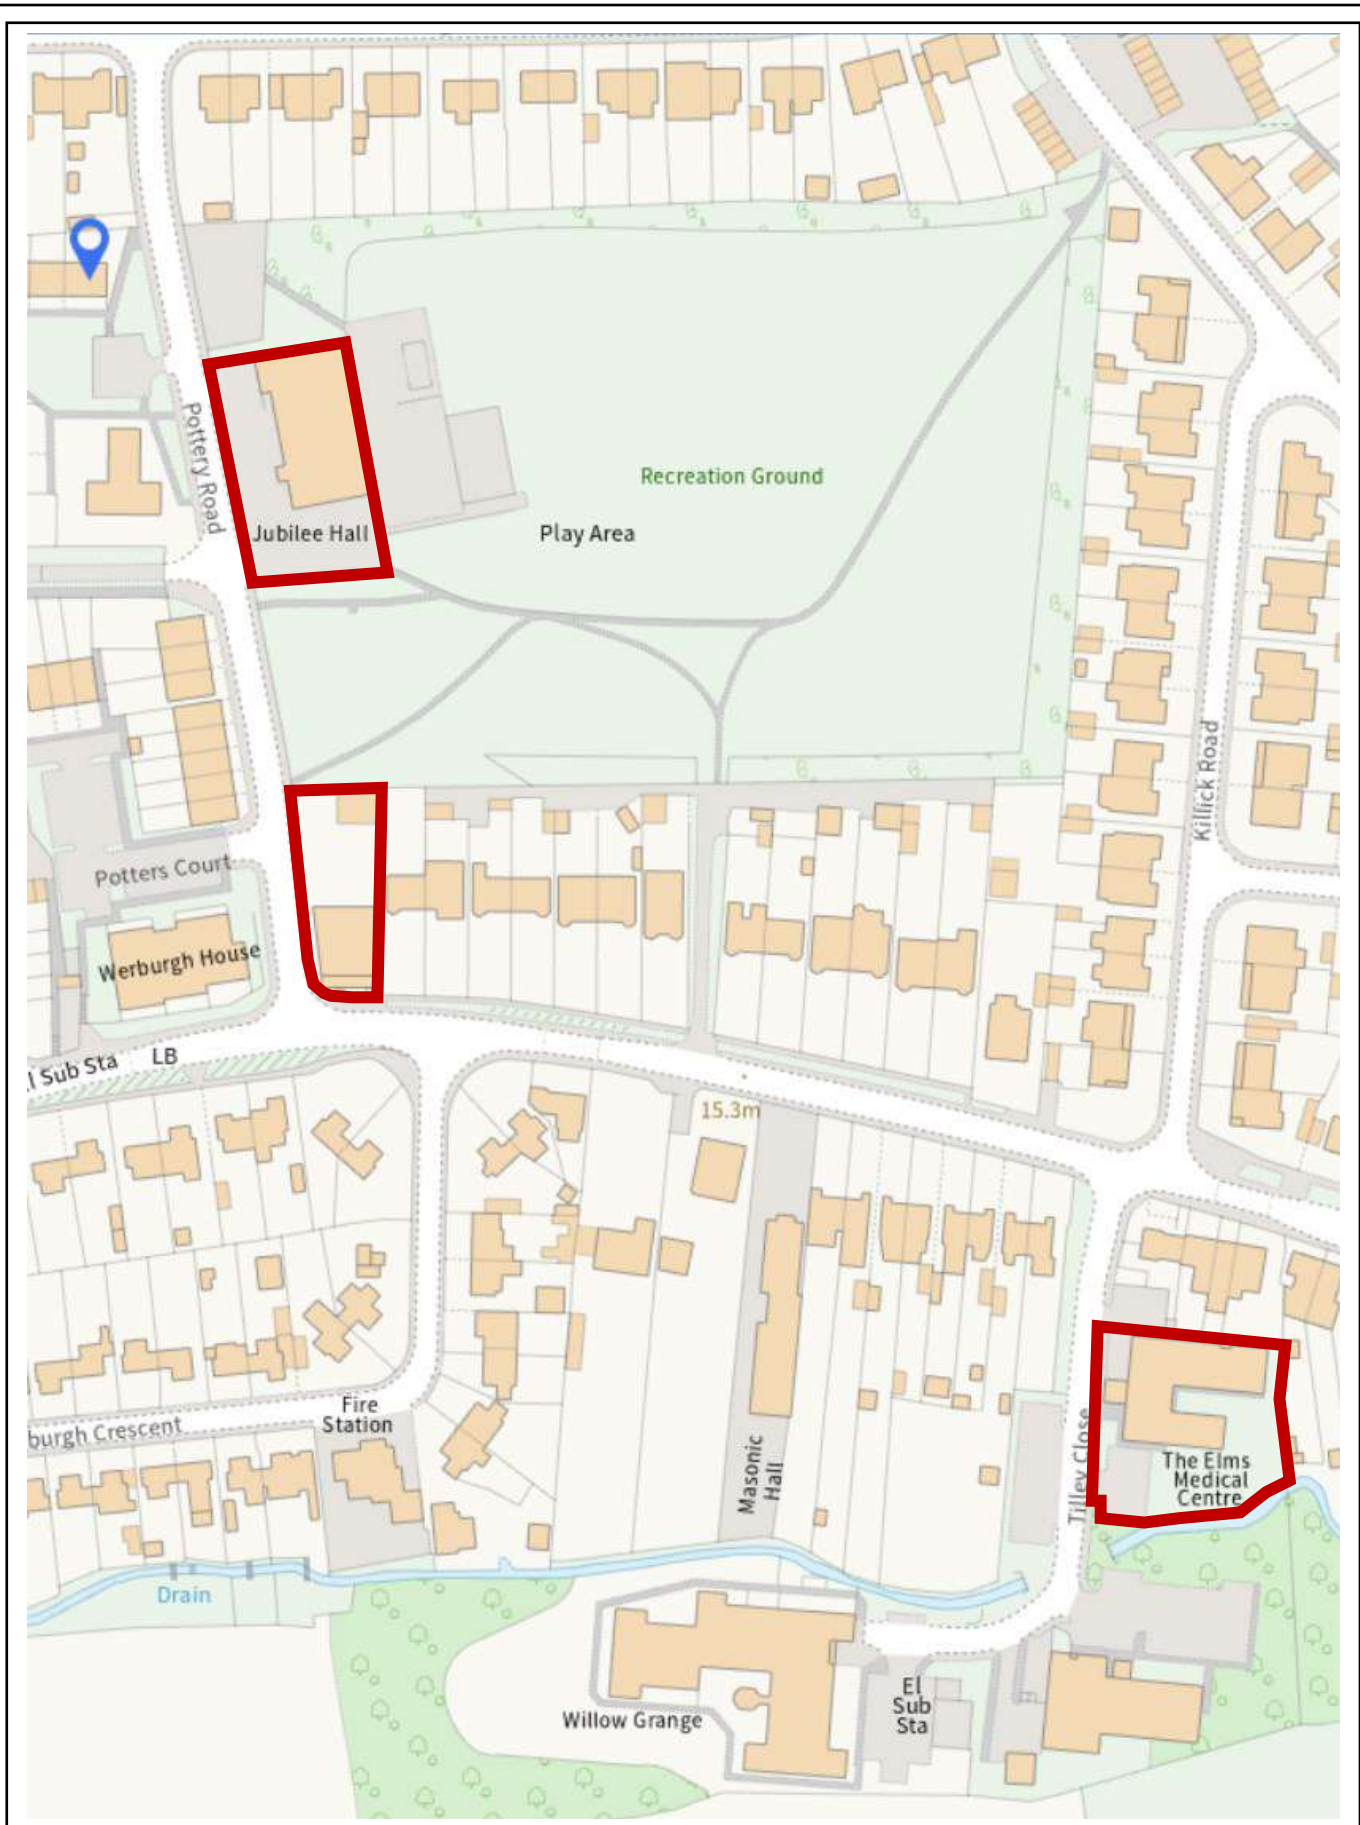 Pottery Road
Recreation Ground
Jubilee Hall
Play Area
Killick Road
Potters Court
Werburgh House
l Sub Sta
LB
15.3m
Fire
Station
burgh Crescent
Masonic
Hall
Tilley Close
The Elms
Medical
Centre
Drain
Willow Grange
El
Sub
Sta